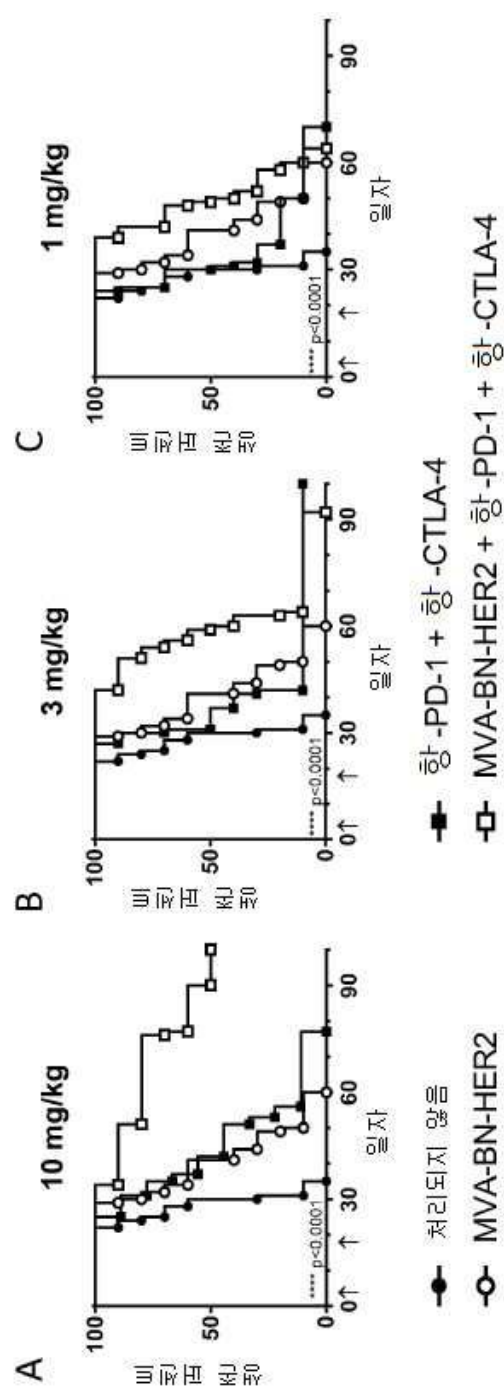 A
10 mg/kg
생존 퍼센트
100
50
0
**** p<0.0001
0↑ ↑ 30 60 90
일자
B
3 mg/kg
생존 퍼센트
100
50
0
**** p<0.0001
0↑ ↑ 30 60 90
일자
C
1 mg/kg
생존 퍼센트
100
50
0
**** p<0.0001
0↑ ↑ 30 60 90
일자
처리되지 않음
항-PD-1 + 항-CTLA-4
MVA-BN-HER2
MVA-BN-HER2 + 항-PD-1 + 항-CTLA-4